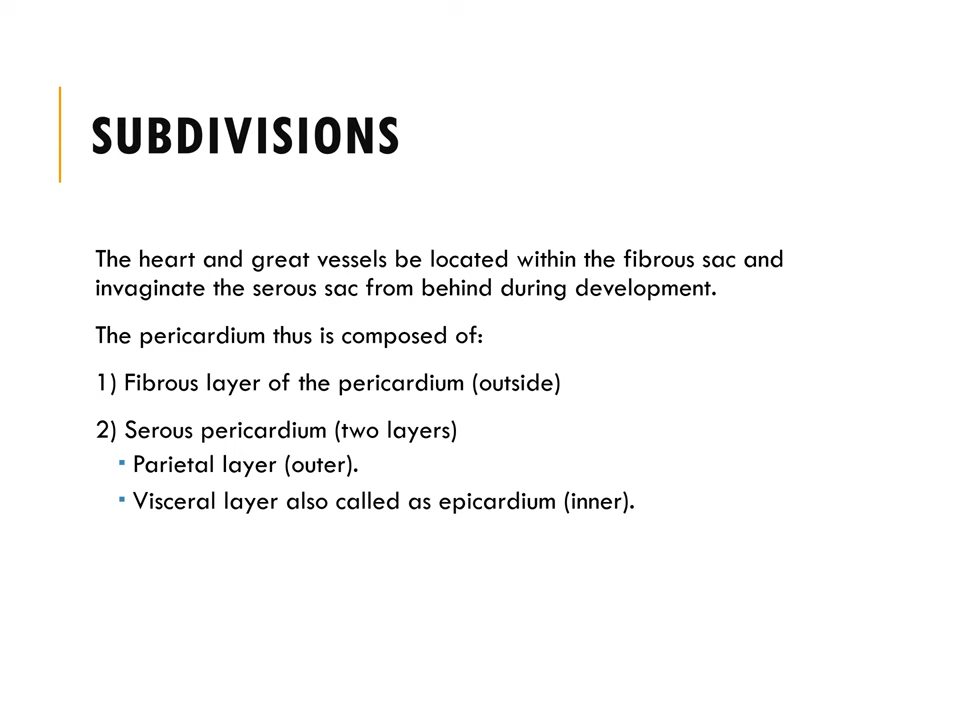 SUBDIVISIONS
The heart and great vessels be located within the fibrous sac and
invaginate the serous sac from behind during development.
The pericardium thus is composed of:
1) Fibrous layer of the pericardium (outside)
2) Serous pericardium (two layers)
▪ Parietal layer (outer).
▪ Visceral layer also called as epicardium (inner).